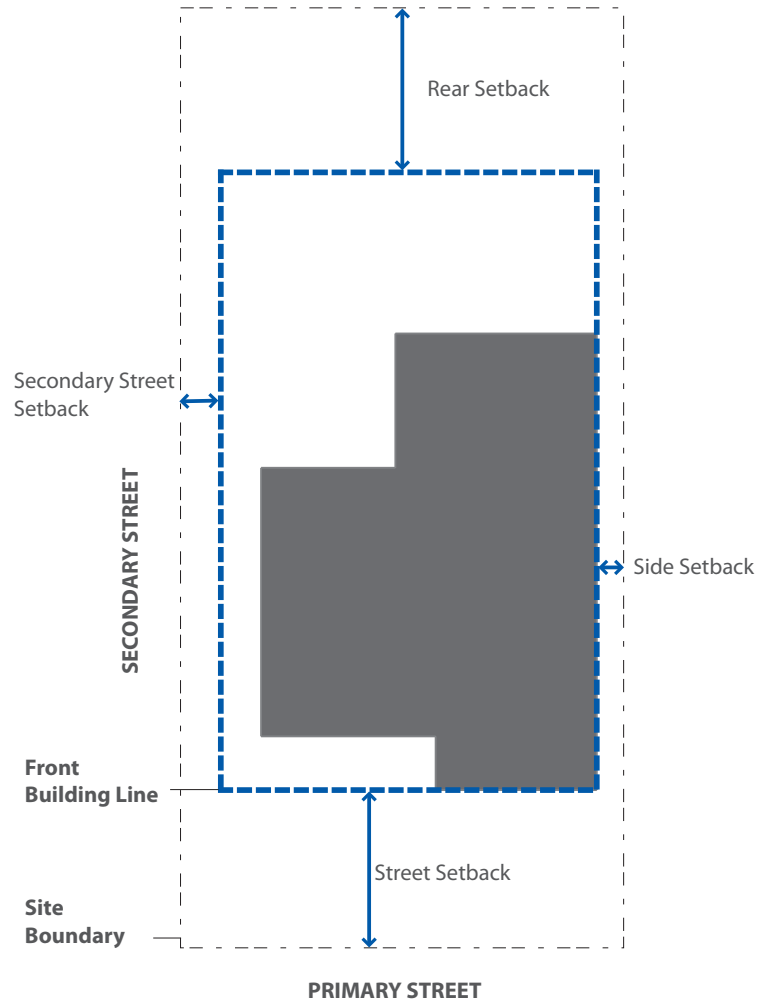 Rear Setback
Secondary Street
Setback
SECONDARY STREET
Side Setback
Front
Building Line
Street Setback
Site
Boundary
PRIMARY STREET